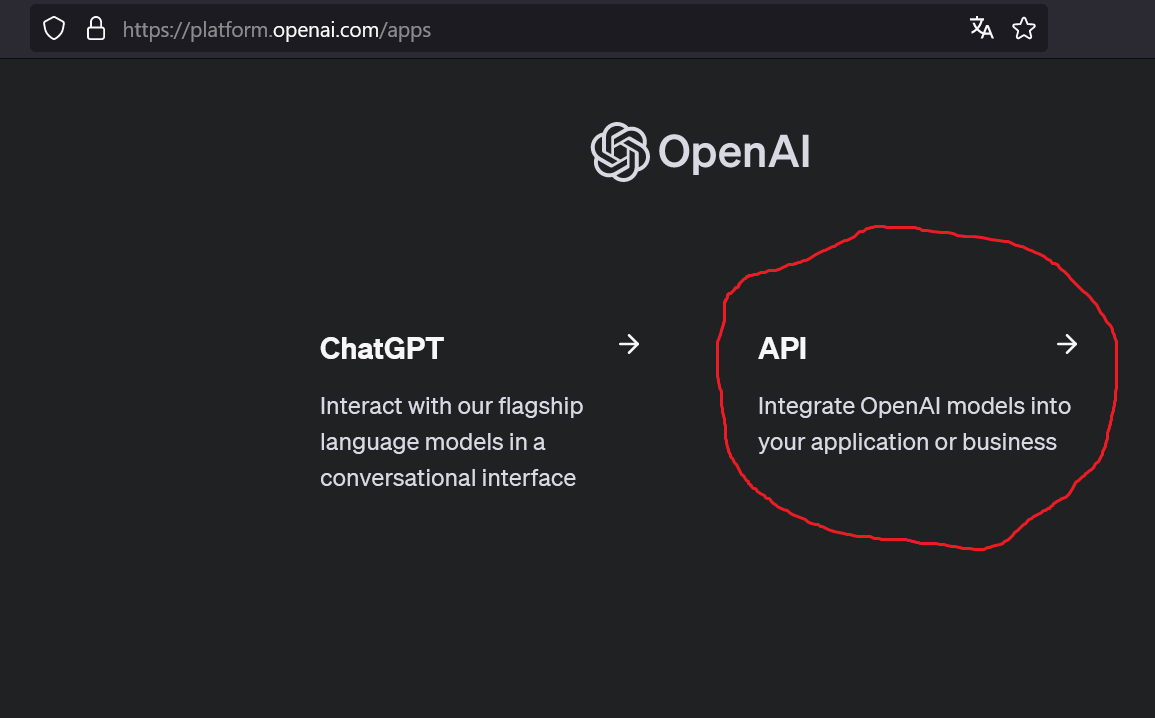 https://platform.openai.com/apps
OpenAI
ChatGPT
Interact with our flagship
language models in a
conversational interface
API
Integrate OpenAI models into
your application or business